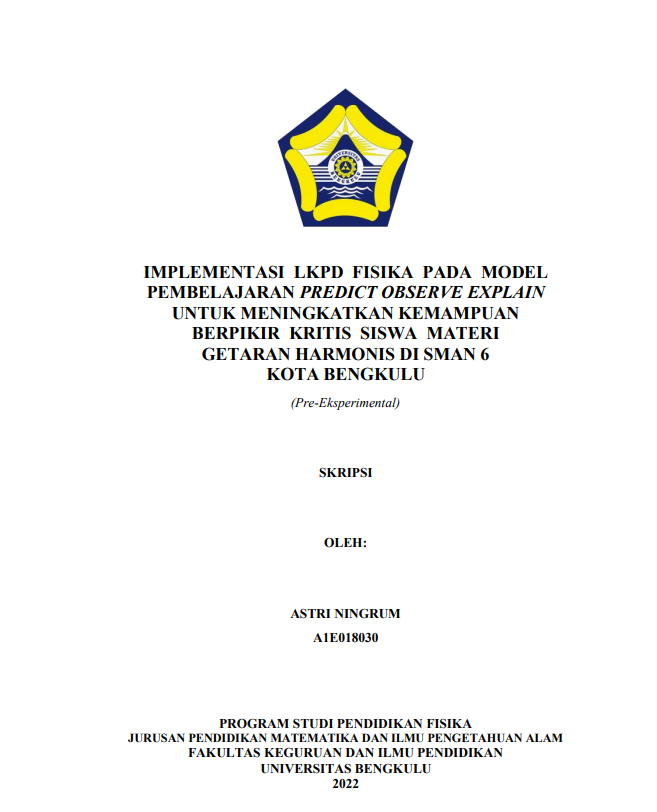 UNIVERSITAS
BENGKULU
IMPLEMENTASI LKPD FISIKA PADA MODEL
PEMBELAJARAN PREDICT OBSERVE EXPLAIN
UNTUK MENINGKATKAN KEMAMPUAN
BERPIKIR KRITIS SISWA MATERI
GETARAN HARMONIS DI SMAN 6
KOTA BENGKULU
(Pre-Eksperimental)
SKRIPSI
OLEH:
ASTRI NINGRUM
A1E018030
PROGRAM STUDI PENDIDIKAN FISIKA
JURUSAN PENDIDIKAN MATEMATIKA DAN ILMU PENGETAHUAN ALAM
FAKULTAS KEGURUAN DAN ILMU PENDIDIKAN
UNIVERSITAS BENGKULU
2022